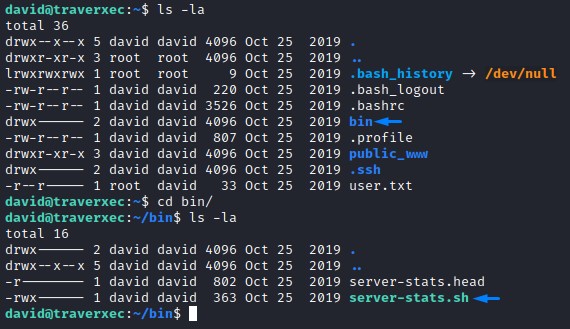 david@traverxec:~$ ls -la
total 36
drwx--x--x 5 david david 4096 Oct 25  2019 .
drwxr-xr-x 3 root  root  4096 Oct 25  2019 ..
lrwxrwxrwx 1 root  root     9 Oct 25  2019 .bash_history -> /dev/null
-rw-r--r-- 1 david david  220 Oct 25  2019 .bash_logout
-rw-r--r-- 1 david david 3526 Oct 25  2019 .bashrc
drwx------ 2 david david 4096 Oct 25  2019 bin
-rw-r--r-- 1 david david  807 Oct 25  2019 .profile
drwxr-xr-x 3 david david 4096 Oct 25  2019 public_www
drwx------ 2 david david 4096 Oct 25  2019 .ssh
-r--r----- 1 root  david   33 Oct 25  2019 user.txt
david@traverxec:~$ cd bin/
david@traverxec:~/bin$ ls -la
total 16
drwx------ 2 david david 4096 Oct 25  2019 .
drwx--x--x 5 david david 4096 Oct 25  2019 ..
-r-------- 1 david david  802 Oct 25  2019 server-stats.head
-rwx------ 1 david david  363 Oct 25  2019 server-stats.sh
david@traverxec:~/bin$